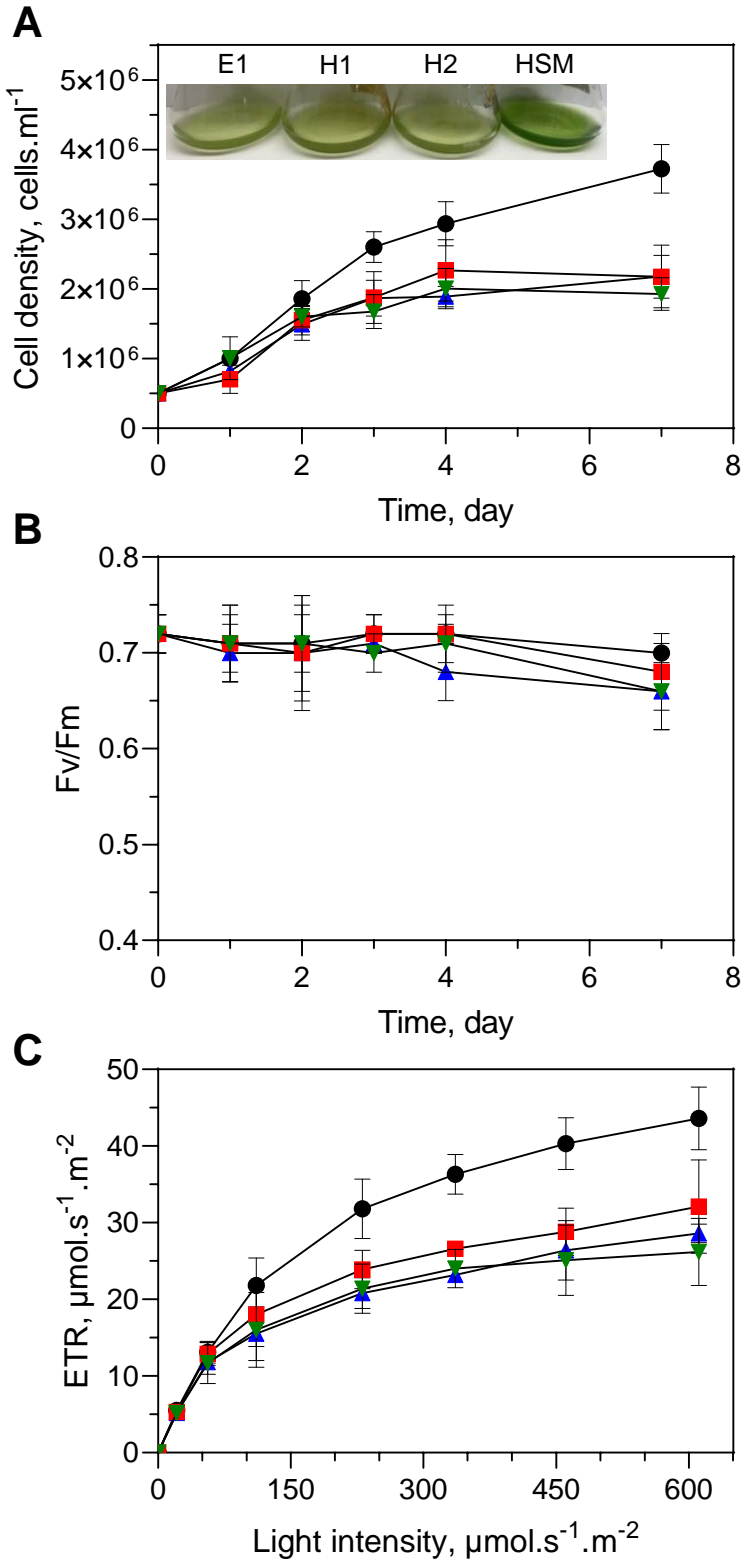 A
E1 H1 H2 HSM
5×10⁶
4×10⁶
3×10⁶
2×10⁶
1×10⁶
0
Cell density, cells.ml⁻¹
0 2 4 6 8
Time, day
B
0.8
0.7
0.6
0.5
0.4
Fv/Fm
0 2 4 6 8
Time, day
C
50
40
30
20
10
0
ETR, µmol.s⁻¹.m⁻²
0 150 300 450 600
Light intensity, µmol.s⁻¹.m⁻²